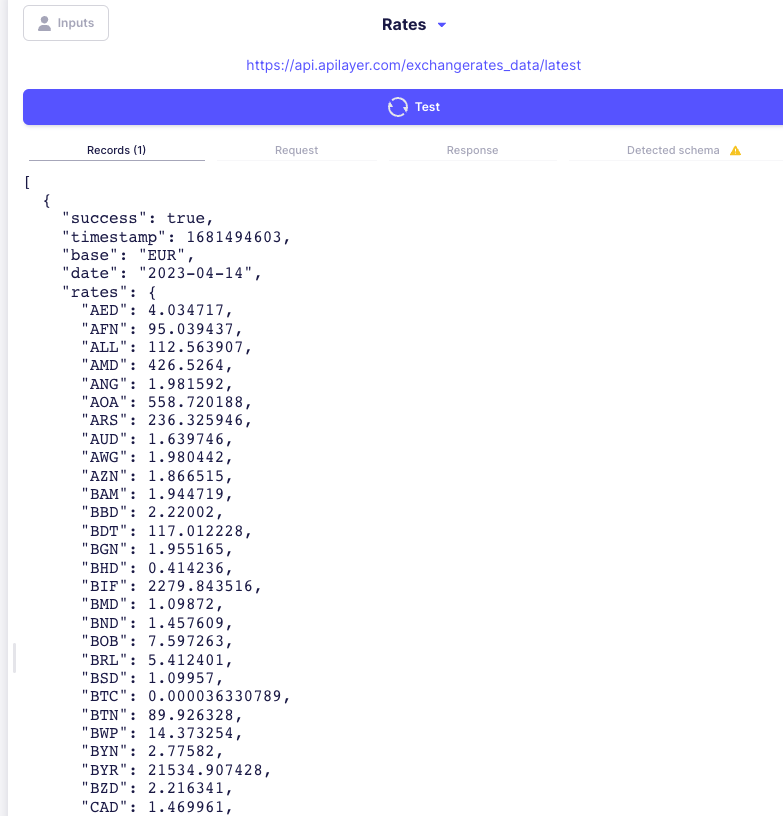 Inputs
Rates
https://api.apilayer.com/exchangerates_data/latest
Test
Records (1) Request Response Detected schema
[
{
"success": true,
"timestamp": 1681494603,
"base": "EUR",
"date": "2023-04-14",
"rates": {
"AED": 4.034717,
"AFN": 95.039437,
"ALL": 112.563907,
"AMD": 426.5264,
"ANG": 1.981592,
"AOA": 558.720188,
"ARS": 236.325946,
"AUD": 1.639746,
"AWG": 1.980442,
"AZN": 1.866515,
"BAM": 1.944719,
"BBD": 2.22002,
"BDT": 117.012228,
"BGN": 1.955165,
"BHD": 0.414236,
"BIF": 2279.843516,
"BMD": 1.09872,
"BND": 1.457609,
"BOB": 7.597263,
"BRL": 5.412401,
"BSD": 1.09957,
"BTC": 0.000036330789,
"BTN": 89.926328,
"BWP": 14.373254,
"BYN": 2.77582,
"BYR": 21534.907428,
"BZD": 2.216341,
"CAD": 1.469961,